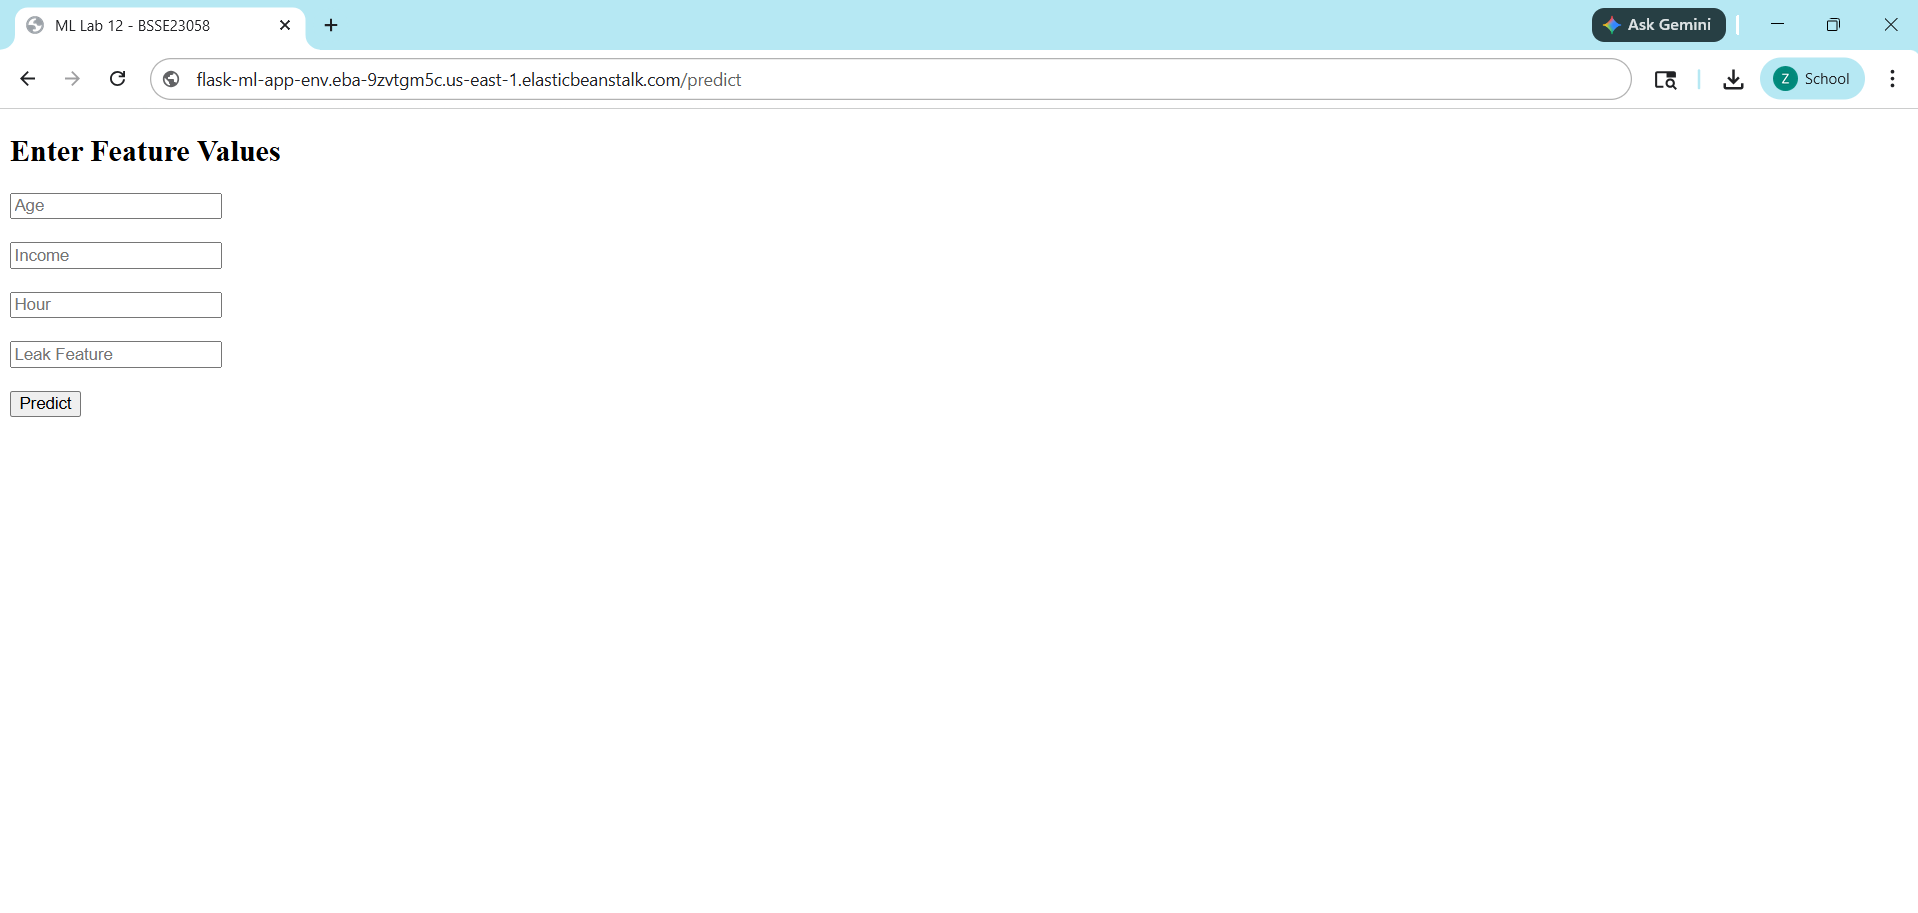 ML Lab 12 - BSSE23058
Ask Gemini
flask-ml-app-env.eba-9zvtgm5c.us-east-1.elasticbeanstalk.com/predict
Z School
Enter Feature Values
Age
Income
Hour
Leak Feature
Predict